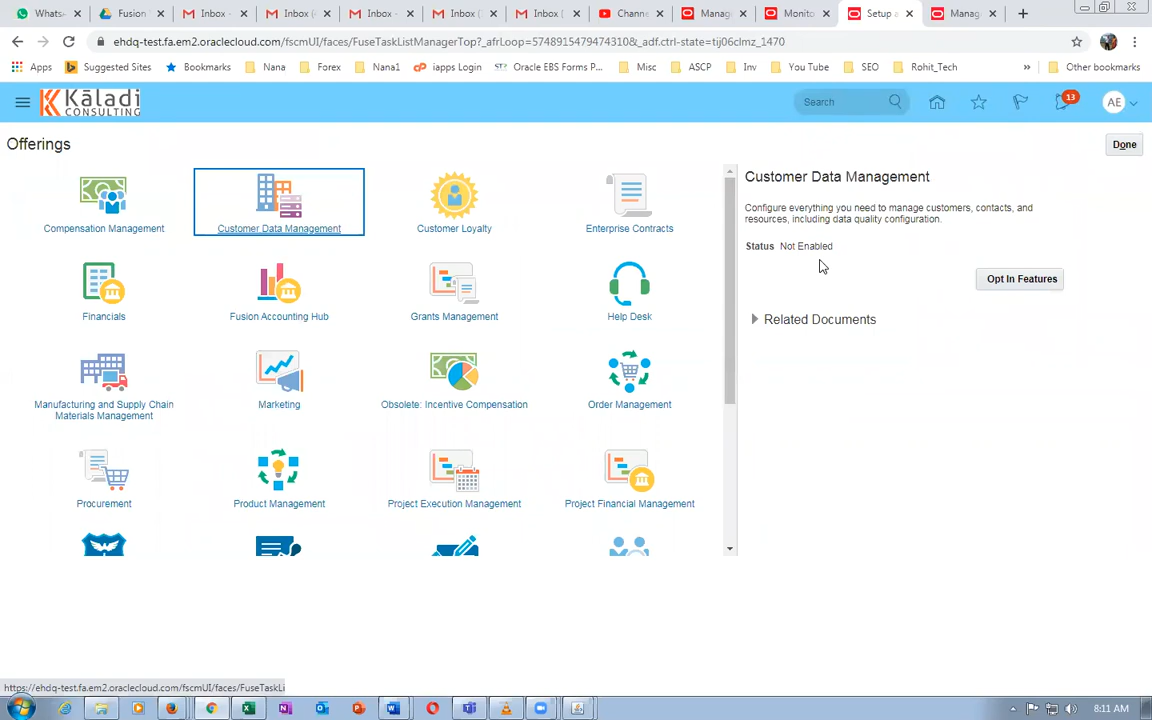 Whats
Fusion
Inbox -
Inbox (
Inbox -
Inbox (
Inbox (
Channe
Manag
Monito
Setup a
Manag
ehdq-test.fa.em2.oraclecloud.com/fscmUI/faces/FuseTaskListManagerTop?_afrLoop=5748915479474310&_adf.ctrl-state=tij06clmz_1470
Apps
Suggested Sites
Bookmarks
Nana
Forex
Nana1
iapps Login
Oracle EBS Forms P...
Misc
ASCP
Inv
You Tube
SEO
Rohit_Tech
»
Other bookmarks
Kaladi
CONSULTING
Search
13
AE
Offerings
Done
Compensation Management
Customer Data Management
Customer Loyalty
Enterprise Contracts
Financials
Fusion Accounting Hub
Grants Management
Help Desk
Manufacturing and Supply Chain
Materials Management
Marketing
Obsolete: Incentive Compensation
Order Management
Procurement
Product Management
Project Execution Management
Project Financial Management
Customer Data Management
Configure everything you need to manage customers, contacts, and
resources, including data quality configuration.
Status Not Enabled
Opt In Features
Related Documents
https://ehdq-test.fa.em2.oraclecloud.com/fscmUI/faces/FuseTaskLi
8:11 AM